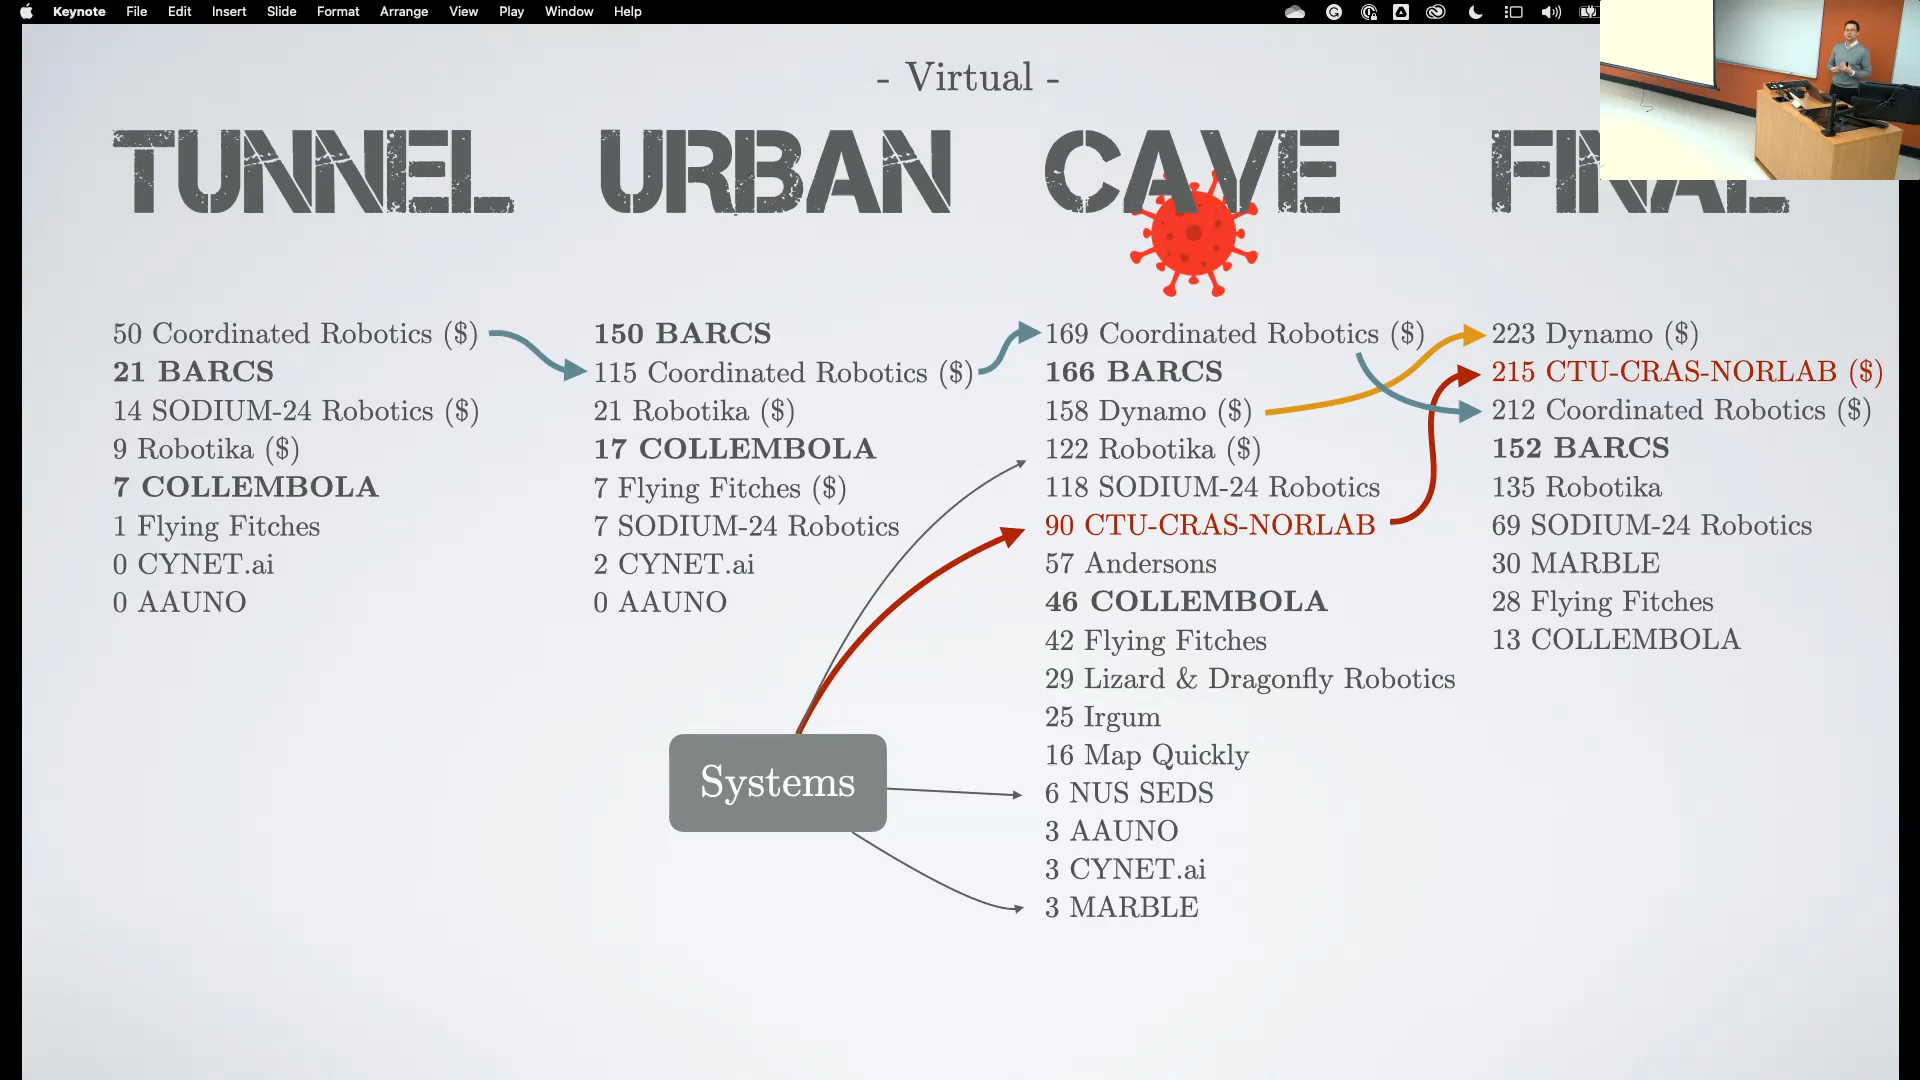 Keynote File Edit Insert Slide Format Arrange View Play Window Help
- Virtual -
TUNNEL
50 Coordinated Robotics ($)
21 BARCS
14 SODIUM-24 Robotics ($)
9 Robotika ($)
7 COLLEMBOLA
1 Flying Fitches
0 CYNET.ai
0 AAUNO
URBAN
150 BARCS
115 Coordinated Robotics ($)
21 Robotika ($)
17 COLLEMBOLA
7 Flying Fitches ($)
7 SODIUM-24 Robotics
2 CYNET.ai
0 AAUNO
Systems
CAVE
169 Coordinated Robotics ($)
166 BARCS
158 Dynamo ($)
122 Robotika ($)
118 SODIUM-24 Robotics
90 CTU-CRAS-NORLAB
57 Andersons
46 COLLEMBOLA
42 Flying Fitches
29 Lizard & Dragonfly Robotics
25 Irgum
16 Map Quickly
6 NUS SEDS
3 AAUNO
3 CYNET.ai
3 MARBLE
FINAL
223 Dynamo ($)
215 CTU-CRAS-NORLAB ($)
212 Coordinated Robotics ($)
152 BARCS
135 Robotika
69 SODIUM-24 Robotics
30 MARBLE
28 Flying Fitches
13 COLLEMBOLA